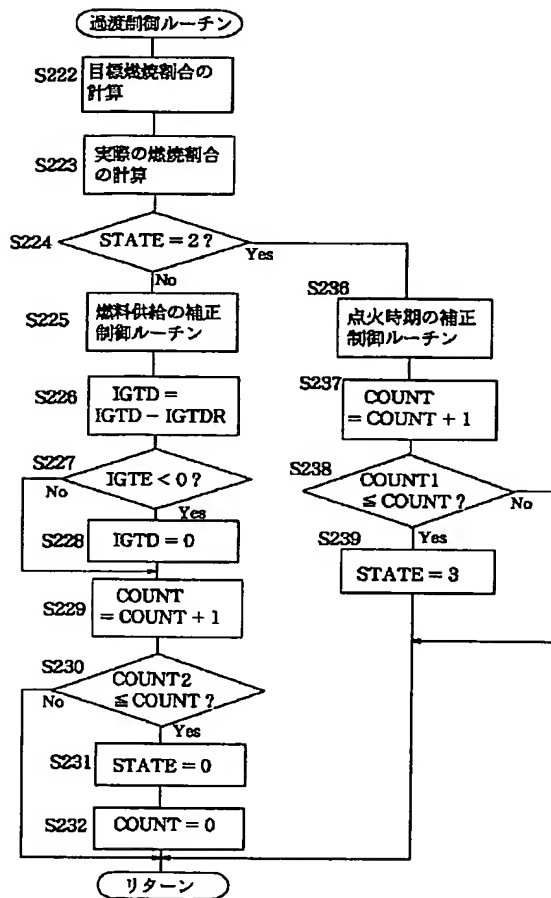 過渡制御ルーチン
S222
目標燃焼割合の
計算
S223
実際の燃焼割合
の計算
S224
STATE = 2 ?
Yes
No
S225
燃料供給の補正
制御ルーチン
S226
IGTD =
IGTD − IGTDR
S227
IGTE < 0 ?
No
Yes
S228
IGTD = 0
S229
COUNT
= COUNT + 1
S230
COUNT2
≦ COUNT ?
No
Yes
S231
STATE = 0
S232
COUNT = 0
リターン
S236
点火時期の補正
制御ルーチン
S237
COUNT
= COUNT + 1
S238
COUNT1
≦ COUNT ?
No
Yes
S239
STATE = 3